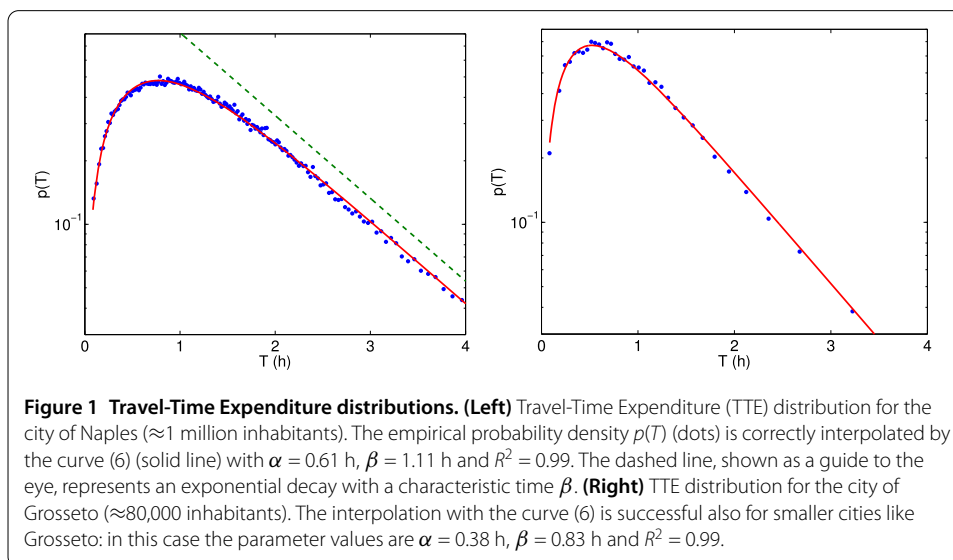 p(T)
10⁻¹
0
1
2
3
4
T (h)
p(T)
10⁻¹
0
1
2
3
4
T (h)
Figure 1 Travel-Time Expenditure distributions. (Left) Travel-Time Expenditure (TTE) distribution for the
city of Naples (≈1 million inhabitants). The empirical probability density p(T) (dots) is correctly interpolated by
the curve (6) (solid line) with α = 0.61 h, β = 1.11 h and R² = 0.99. The dashed line, shown as a guide to the
eye, represents an exponential decay with a characteristic time β. (Right) TTE distribution for the city of
Grosseto (≈80,000 inhabitants). The interpolation with the curve (6) is successful also for smaller cities like
Grosseto: in this case the parameter values are α = 0.38 h, β = 0.83 h and R² = 0.99.